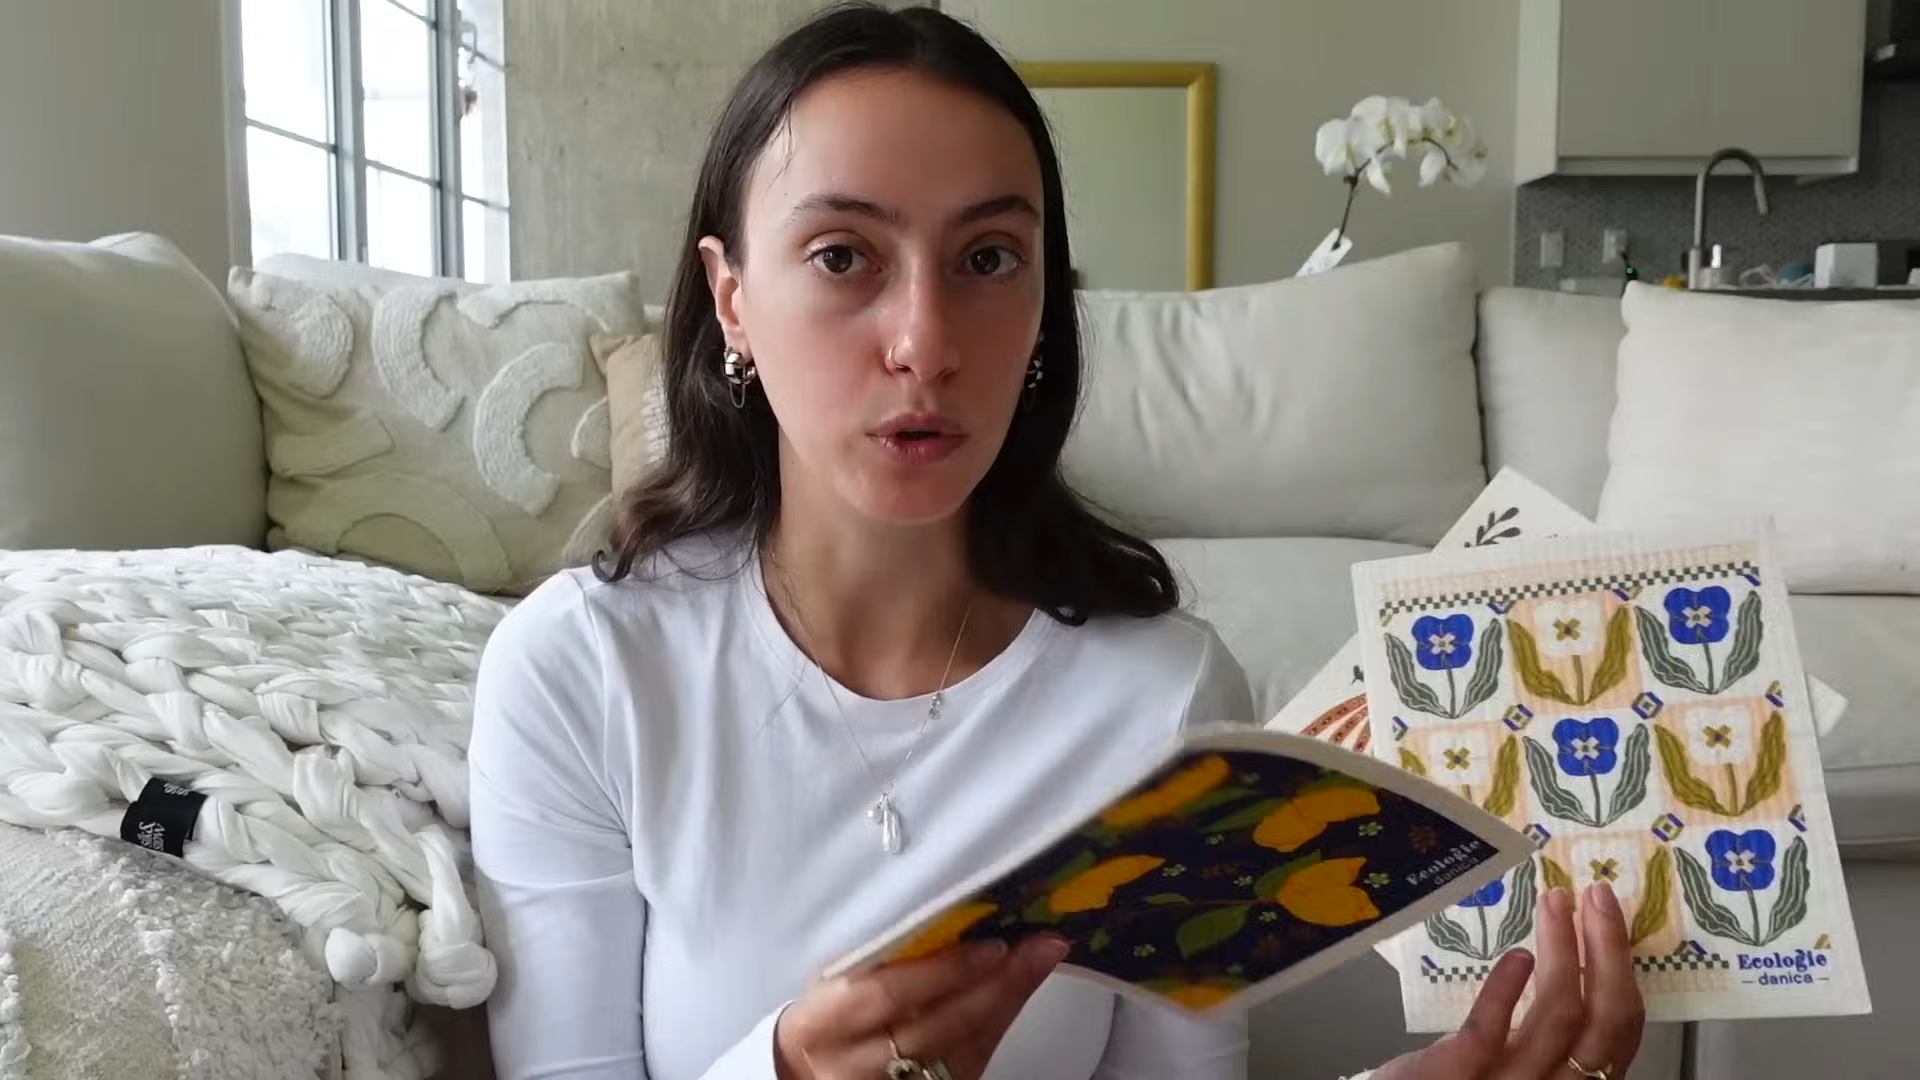 Ecologie
danica
Ecologie
– danica –